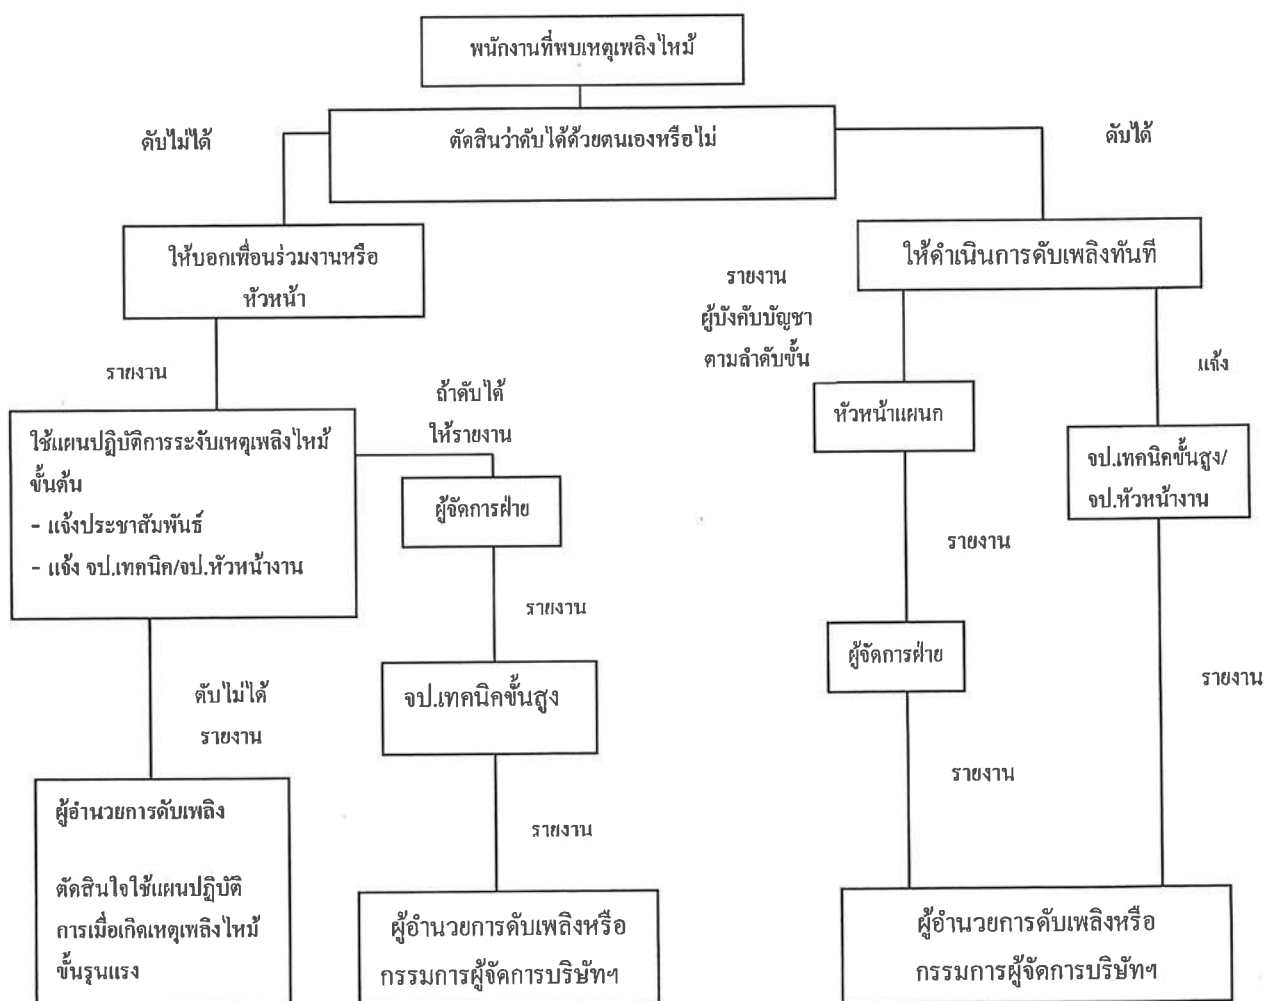 พนักงานที่พบเหตุเพลิงไหม้
ดับไม่ได้
ตัดสินว่าดับได้ด้วยตนเองหรือไม่
ดับได้
ให้บอกเพื่อนร่วมงานหรือ
หัวหน้า
ให้ดำเนินการดับเพลิงทันที
รายงาน
ผู้บังคับบัญชา
ตามลำดับขั้น
รายงาน
แจ้ง
ถ้าดับได้
ให้รายงาน
หัวหน้าแผนก
ใช้แผนปฎิบัติการระงับเหตุเพลิงไหม้
ขั้นต้น
- แจ้งประชาสัมพันธ์
- แจ้ง จป.เทคนิค/จป.หัวหน้างาน
ผู้จัดการฝ่าย
จป.เทคนิคขั้นสูง/
จป.หัวหน้างาน
รายงาน
รายงาน
ผู้จัดการฝ่าย
ดับไม่ได้
รายงาน
จป.เทคนิคขั้นสูง
รายงาน
รายงาน
ผู้อำนวยการดับเพลิง
ตัดสินใจใช้แผนปฎิบัติ
การเมื่อเกิดเหตุเพลิงไหม้
ขั้นรุนแรง
รายงาน
ผู้อำนวยการดับเพลิงหรือ
กรรมการผู้จัดการบริษัทฯ
ผู้อำนวยการดับเพลิงหรือ
กรรมการผู้จัดการบริษัทฯ